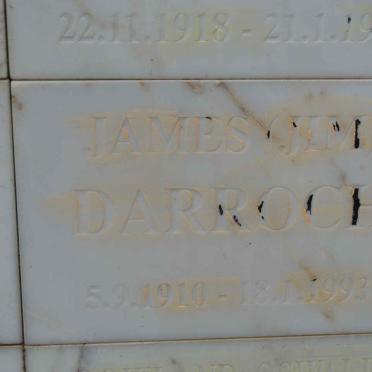 22.11.1918 - 21.1.19
JAMES (JIM
DARROCH
5.9.1910 - 18.1.1993